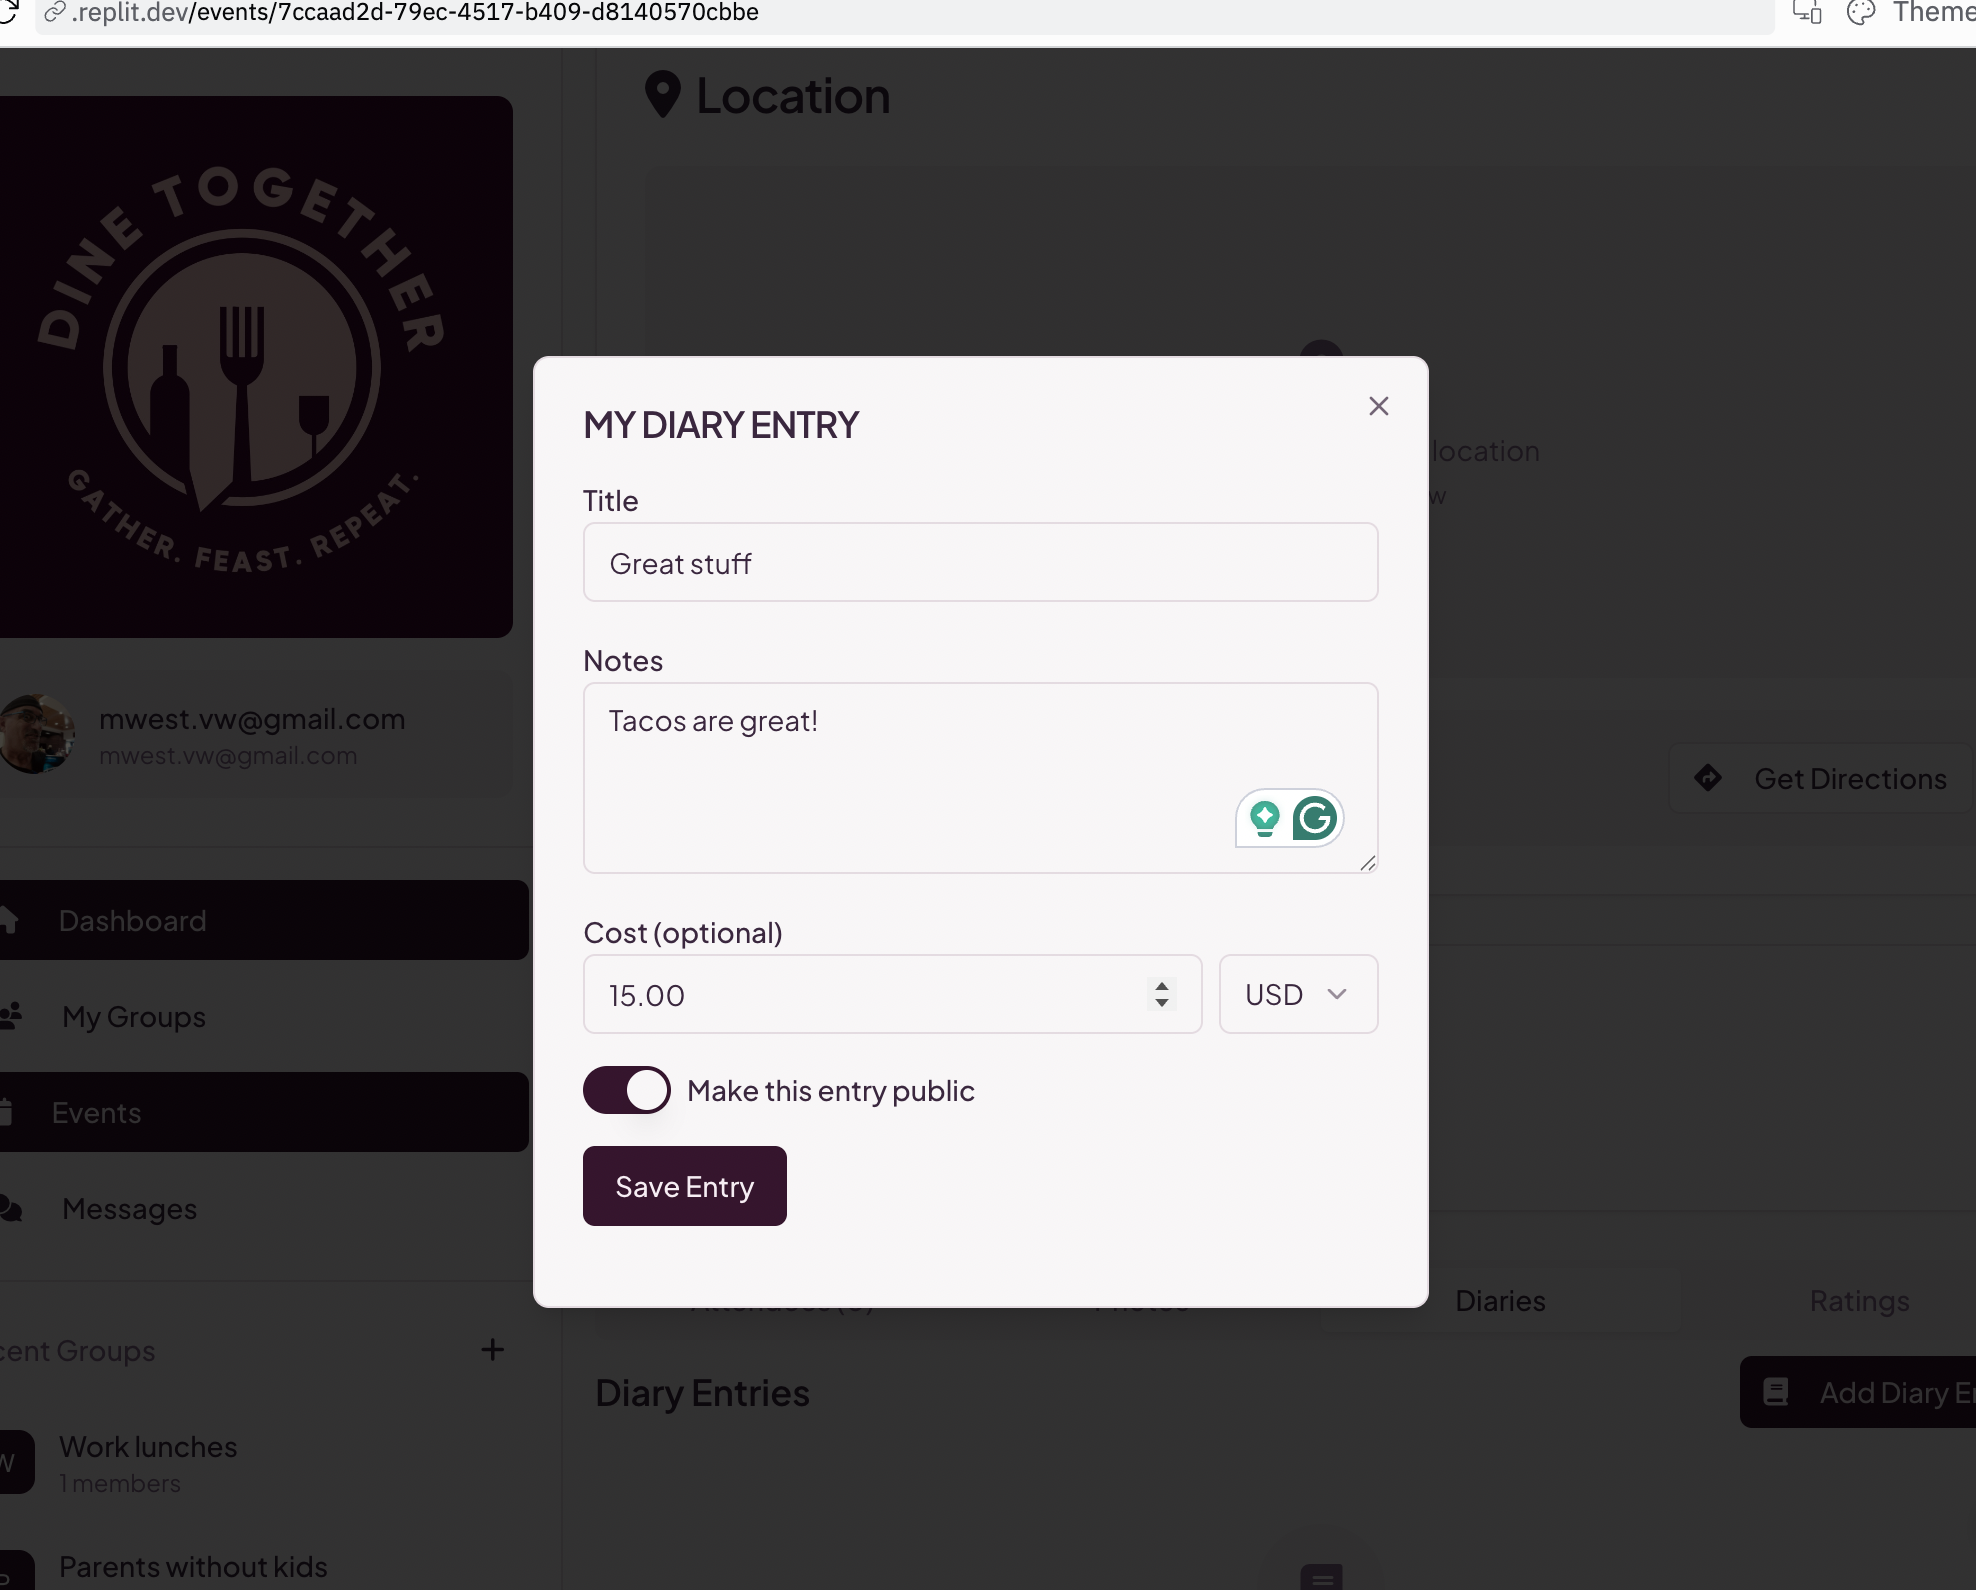 .replit.dev/events/7ccaad2d-79ec-4517-b409-d8140570cbbe
Theme
Location
DINE TOGETHER
GATHER. FEAST. REPEAT.
MY DIARY ENTRY
location
w
Title
Great stuff
Notes
Tacos are great!
mwest.vw@gmail.com
mwest.vw@gmail.com
Get Directions
Cost (optional)
15.00
USD
Dashboard
My Groups
Events
Messages
Make this entry public
Save Entry
Diaries
Ratings
cent Groups
Diary Entries
Add Diary E
Work lunches
1 members
Parents without kids